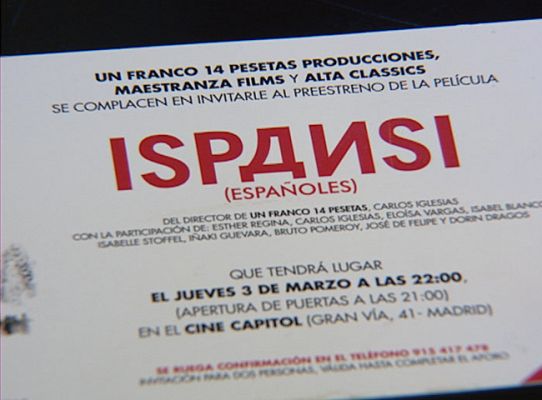 UN FRANCO 14 PESETAS PRODUCCIONES,
MAESTRANZA FILMS Y ALTA CLASSICS
SE COMPLACEN EN INVITARLE AL PREESTRENO DE LA PELÍCULA
ISPДИSI
(ESPAÑOLES)
DEL DIRECTOR DE UN FRANCO 14 PESETAS, CARLOS IGLESIAS
CON LA PARTICIPACIÓN DE: ESTHER REGINA, CARLOS IGLESIAS, ELOÍSA VARGAS, ISABEL BLANCO
ISABELLE STOFFEL, IÑAKI GUEVARA, BRUTO POMEROY, JOSÉ DE FELIPE Y DORIN DRAGOS
QUE TENDRÁ LUGAR
EL JUEVES 3 DE MARZO A LAS 22:00,
(APERTURA DE PUERTAS A LAS 21:00)
EN EL CINE CAPITOL (GRAN VÍA, 41- MADRID)
SE RUEGA CONFIRMACIÓN EN EL TELÉFONO 915 417 478
INVITACIÓN PARA DOS PERSONAS, VÁLIDA HASTA COMPLETAR EL AFORO